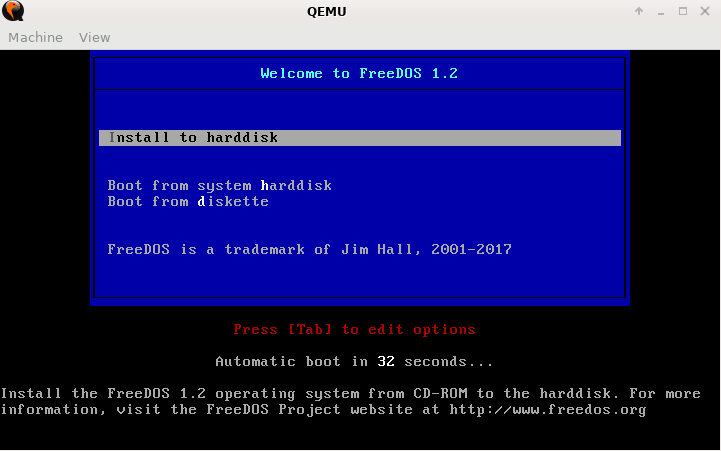 QEMU
Machine View
Welcome to FreeDOS 1.2
Install to harddisk
Boot from system harddisk
Boot from diskette
FreeDOS is a trademark of Jim Hall, 2001-2017
Press [Tab] to edit options
Automatic boot in 32 seconds...
Install the FreeDOS 1.2 operating system from CD-ROM to the harddisk. For more
information, visit the FreeDOS Project website at http://www.freedos.org